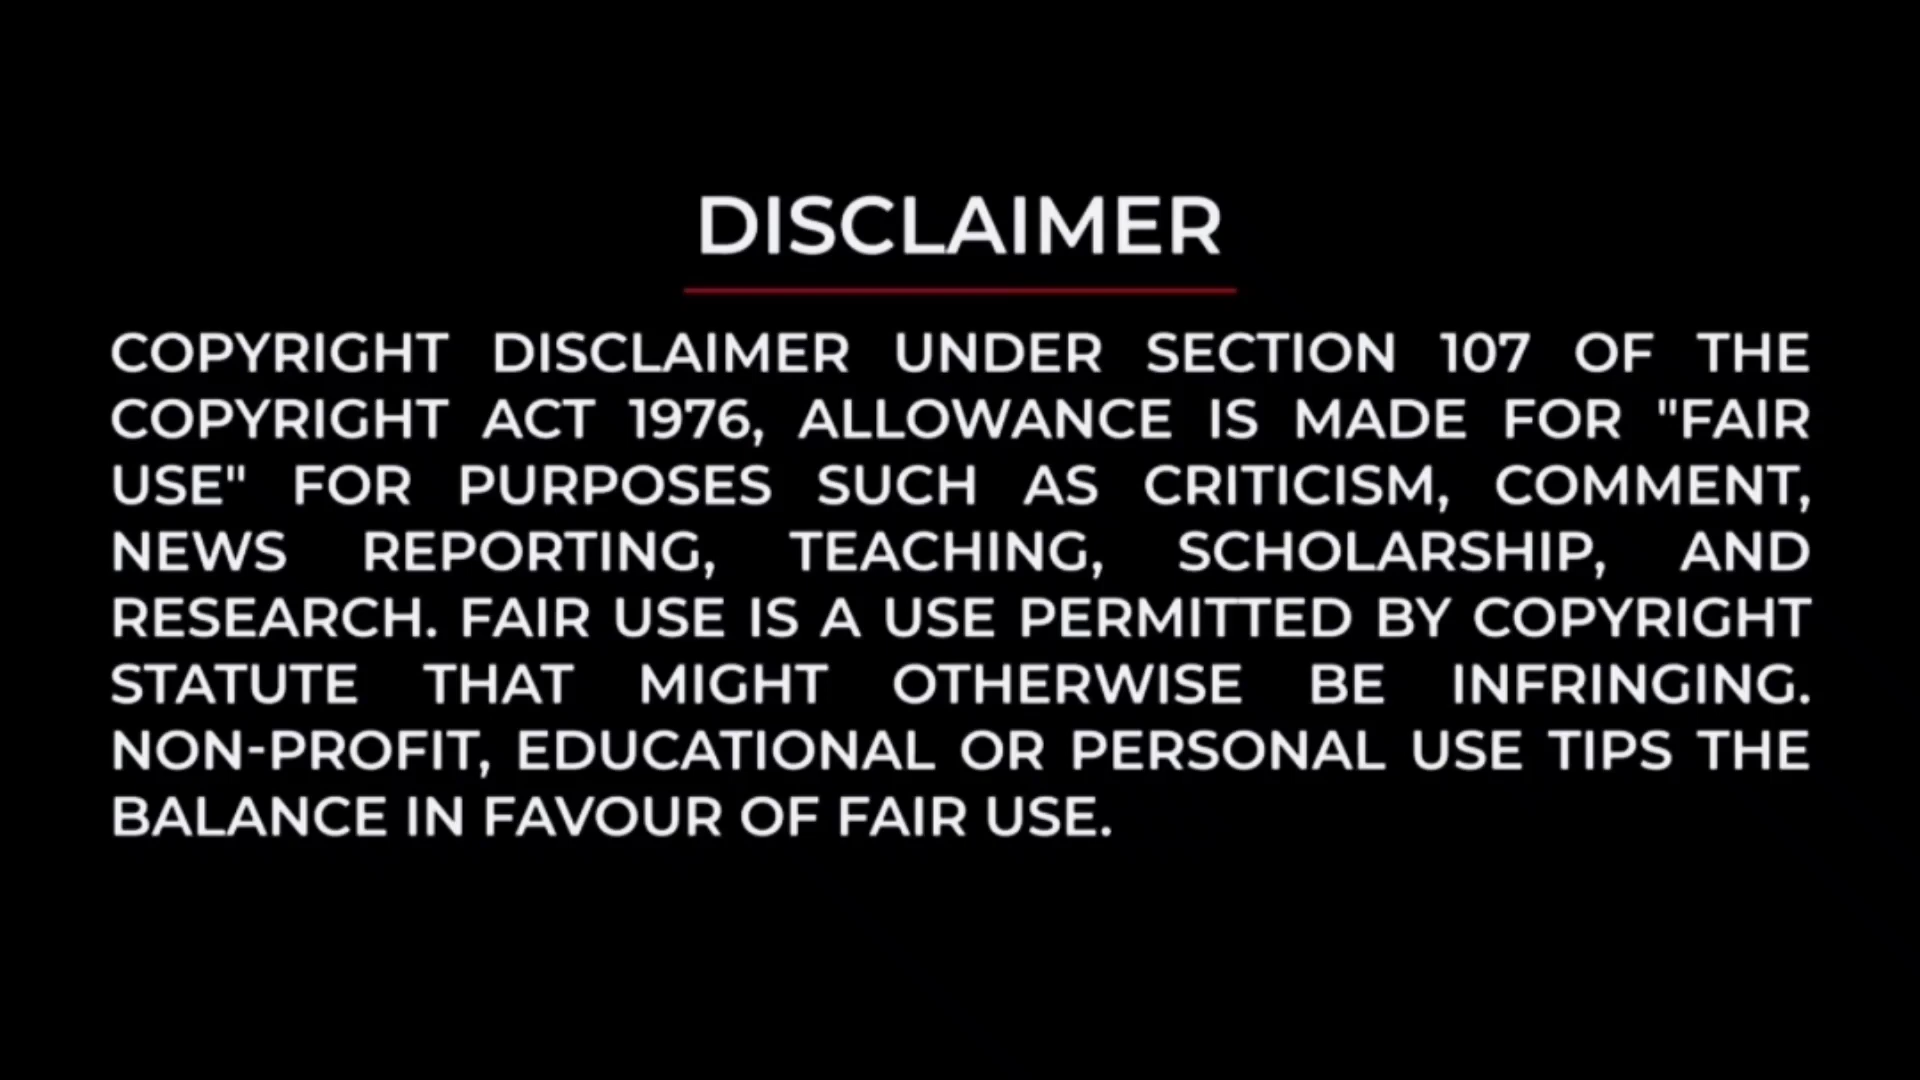 DISCLAIMER
COPYRIGHT DISCLAIMER UNDER SECTION 107 OF THE
COPYRIGHT ACT 1976, ALLOWANCE IS MADE FOR "FAIR
USE" FOR PURPOSES SUCH AS CRITICISM, COMMENT,
NEWS REPORTING, TEACHING, SCHOLARSHIP, AND
RESEARCH. FAIR USE IS A USE PERMITTED BY COPYRIGHT
STATUTE THAT MIGHT OTHERWISE BE INFRINGING.
NON-PROFIT, EDUCATIONAL OR PERSONAL USE TIPS THE
BALANCE IN FAVOUR OF FAIR USE.